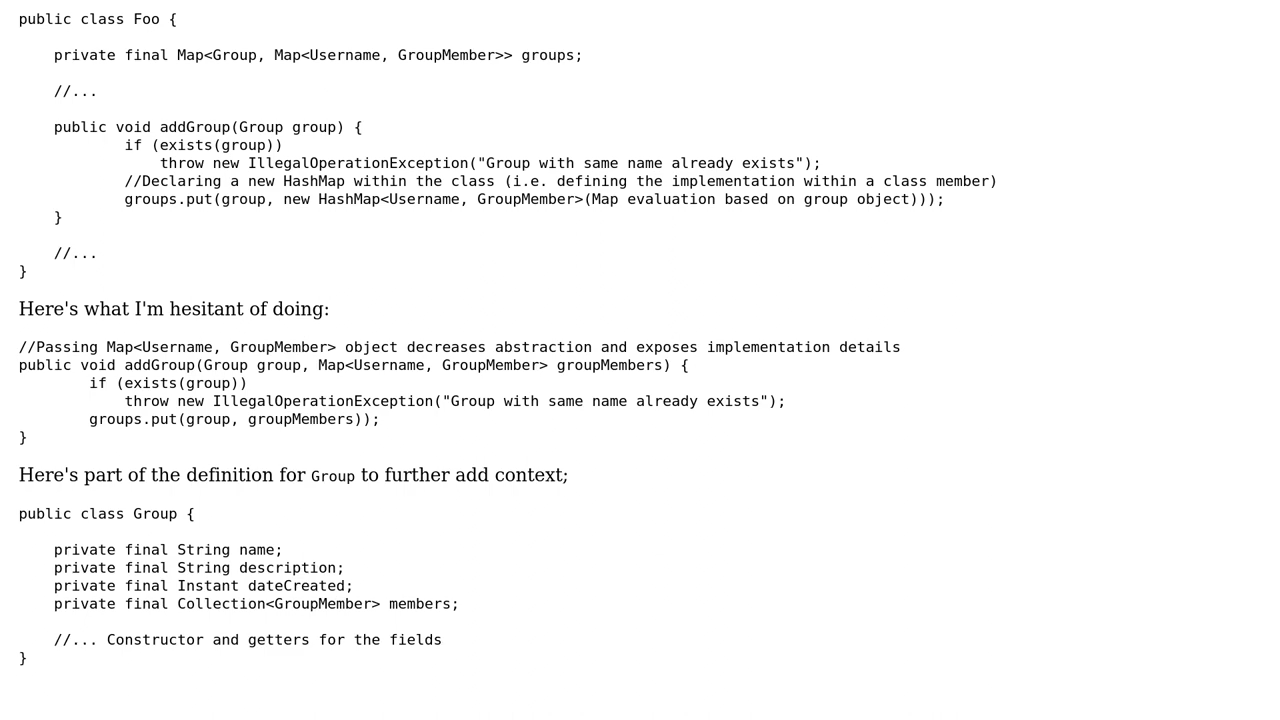 public class Foo {
private final Map<Group, Map<Username, GroupMember>> groups;
//...
public void addGroup(Group group) {
if (exists(group))
throw new IllegalOperationException("Group with same name already exists");
//Declaring a new HashMap within the class (i.e. defining the implementation within a class member)
groups.put(group, new HashMap<Username, GroupMember>(Map evaluation based on group object)));
}
//...
}
Here's what I'm hesitant of doing:
//Passing Map<Username, GroupMember> object decreases abstraction and exposes implementation details
public void addGroup(Group group, Map<Username, GroupMember> groupMembers) {
if (exists(group))
throw new IllegalOperationException("Group with same name already exists");
groups.put(group, groupMembers));
}
Here's part of the definition for Group to further add context;
public class Group {
private final String name;
private final String description;
private final Instant dateCreated;
private final Collection<GroupMember> members;
//... Constructor and getters for the fields
}